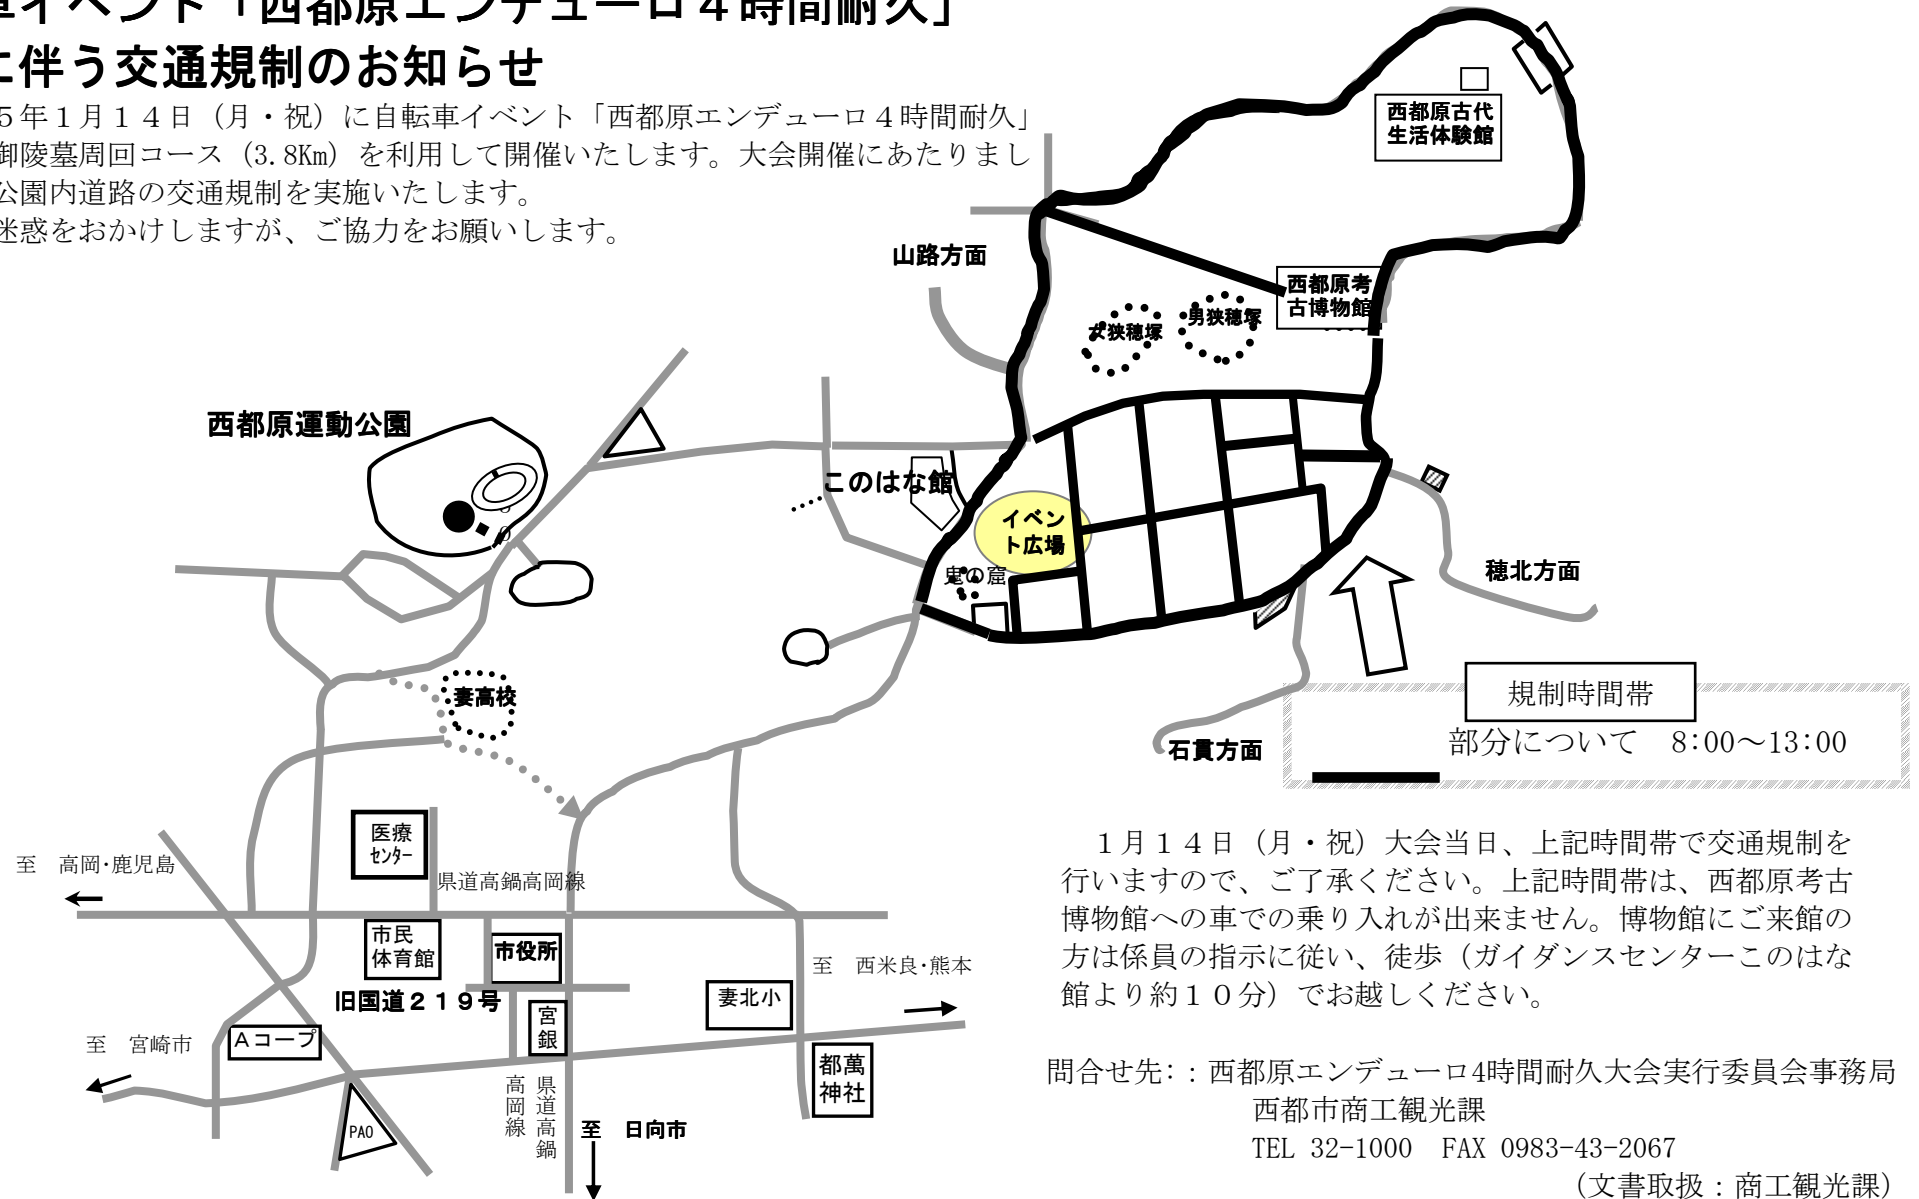 車イベント「西都原エンデューロ４時間耐久」
に伴う交通規制のお知らせ
５年１月１４日（月・祝）に自転車イベント「西都原エンデューロ４時間耐久」
御陵墓周回コース（3.8Km）を利用して開催いたします。大会開催にあたりまし
公園内道路の交通規制を実施いたします。
迷惑をおかけしますが、ご協力をお願いします。
西都原古代
生活体験館
山路方面
西都原考
古博物館
女狭穂塚
男狭穂塚
西都原運動公園
このはな館
イベン
ト広場
鬼の窟
穂北方面
妻高校
石貫方面
規制時間帯
部分について　8:00～13:00
医療
ｾﾝﾀｰ
至　高岡･鹿児島
県道高鍋高岡線
市民
体育館
市役所
至　西米良･熊本
旧国道２１９号
妻北小
宮
銀
至　宮崎市
Ａコープ
都萬
神社
県道高鍋
高岡線
PAO
至　日向市
１月１４日（月・祝）大会当日、上記時間帯で交通規制を
行いますので、ご了承ください。上記時間帯は、西都原考古
博物館への車での乗り入れが出来ません。博物館にご来館の
方は係員の指示に従い、徒歩（ガイダンスセンターこのはな
館より約１０分）でお越しください。
問合せ先：：西都原エンデューロ4時間耐久大会実行委員会事務局
西都市商工観光課
TEL 32-1000　FAX 0983-43-2067
（文書取扱：商工観光課）